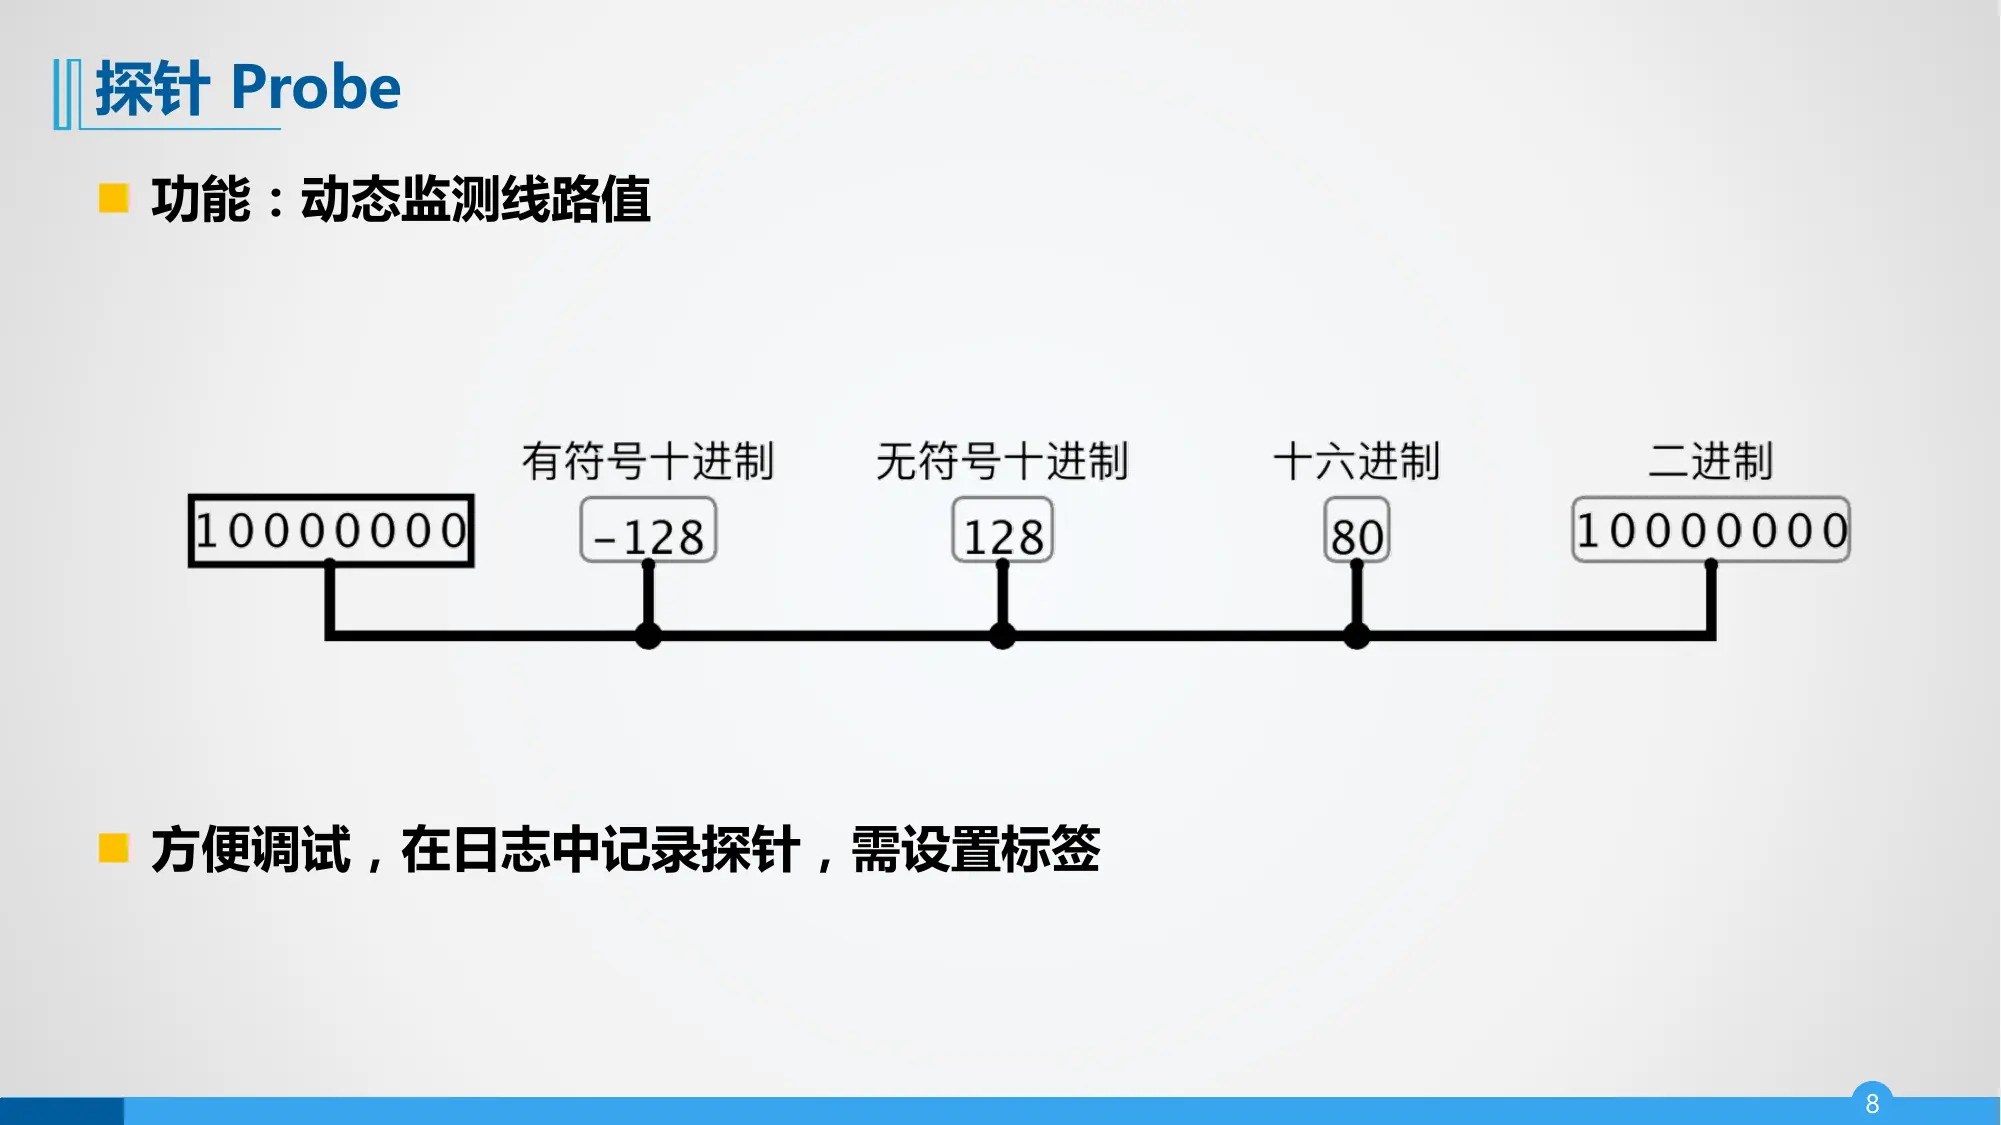 探针 Probe
功能：动态监测线路值
有符号十进制 无符号十进制 十六进制 二进制
10000000 -128 128 80 10000000
方便调试，在日志中记录探针，需设置标签
8